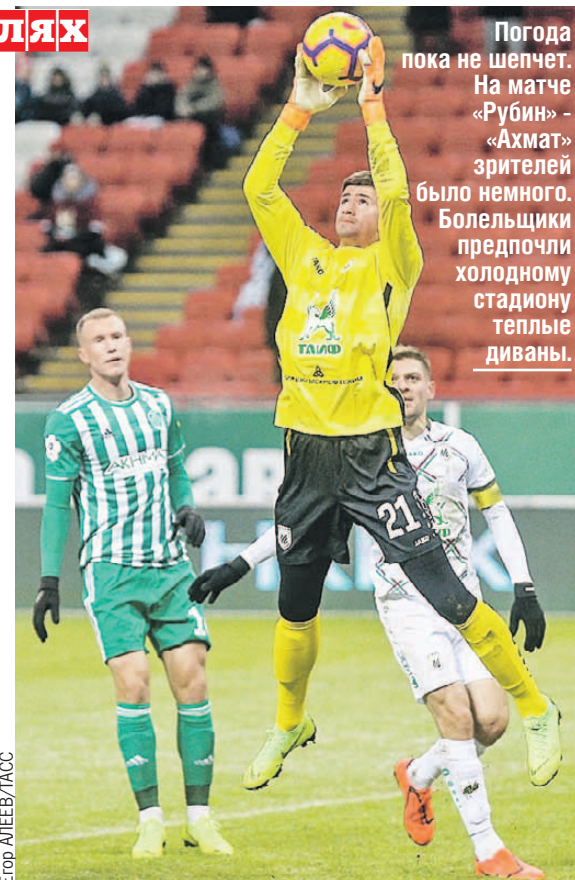 ЛЯХ
Погода
пока не шепчет.
На матче
«Рубин» -
«Ахмат»
зрителей
было немного.
Болельщики
предпочли
холодному
стадиону
теплые
диваны.
ТАИФ
АХМАТ
21
Егор АЛЕЕВ/ТАСС